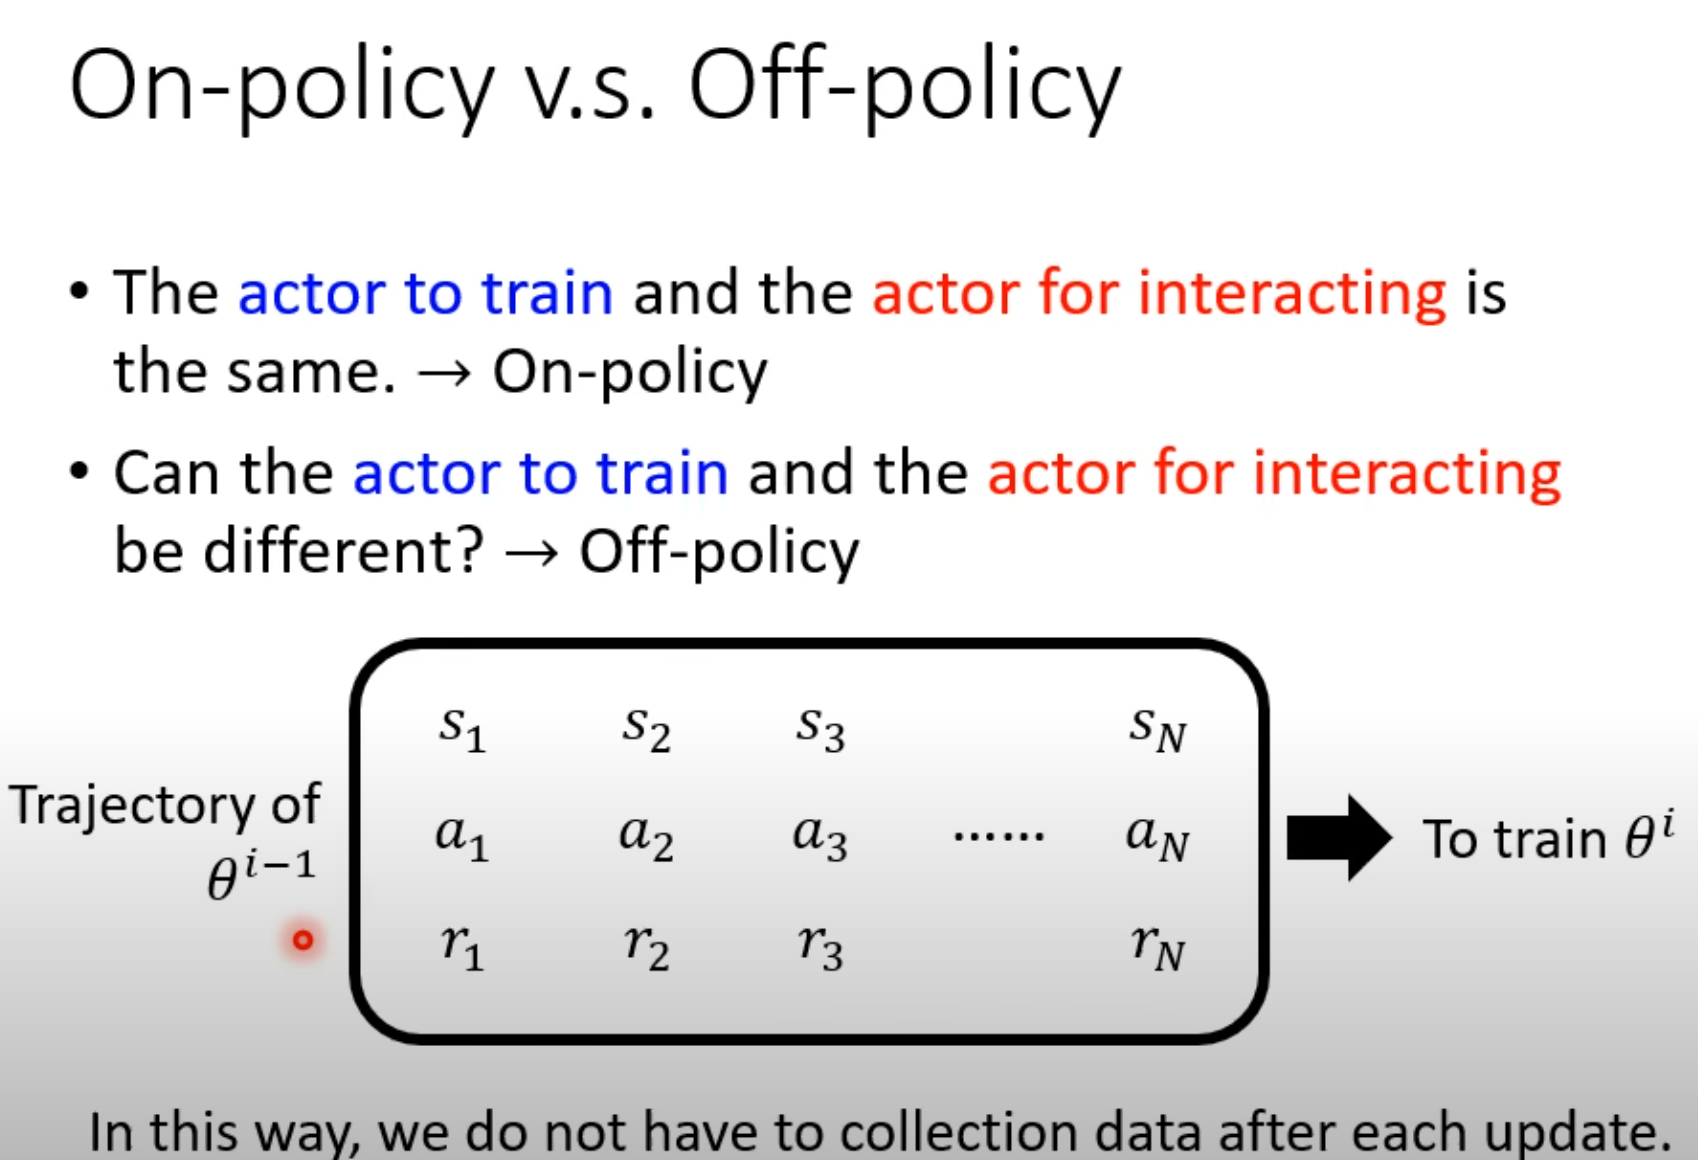 On-policy v.s. Off-policy
• The actor to train and the actor for interacting is
the same. → On-policy
• Can the actor to train and the actor for interacting
be different? → Off-policy
Trajectory of
θ^{i−1}
s_1 s_2 s_3 s_N
a_1 a_2 a_3 …… a_N
r_1 r_2 r_3 r_N
To train θ^i
In this way, we do not have to collection data after each update.